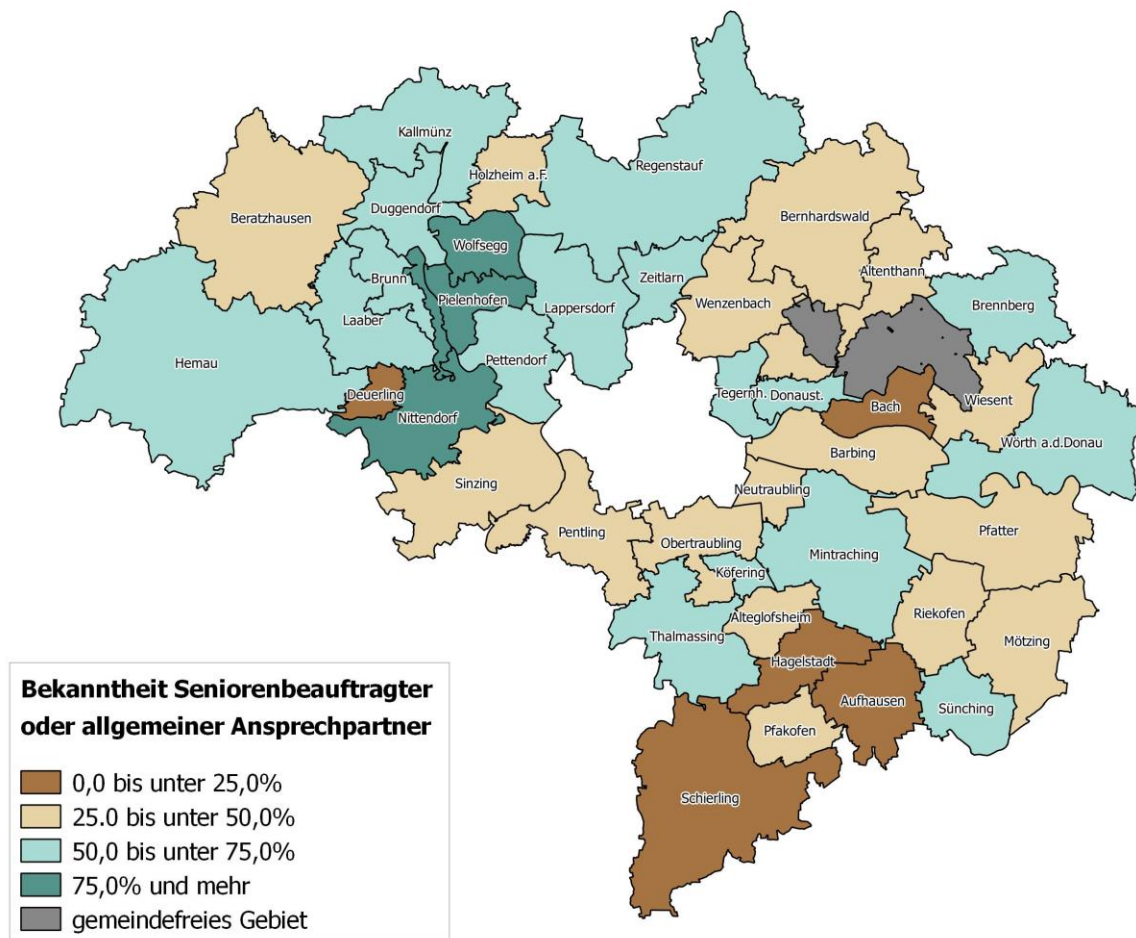 Kallmünz
Regenstauf
Holzheim a.F.
Beratzhausen
Duggendorf
Bernhardswald
Wolfsegg
Altenthann
Brunn
Zeitlarn
Pielenhofen
Wenzenbach
Brennberg
Lappersdorf
Laaber
Hemau
Pettendorf
Deuerling
Tegernh.
Donaust.
Bach
Wiesent
Nittendorf
Wörth a.d.Donau
Barbing
Sinzing
Neutraubling
Pfatter
Pentling
Obertraubling
Mintraching
Köfering
Riekofen
Alteglofsheim
Thalmassing
Mötzing
Hagelstadt
Aufhausen
Sünching
Pfakofen
Schierling
Bekanntheit Seniorenbeauftragter
oder allgemeiner Ansprechpartner
0,0 bis unter 25,0%
25.0 bis unter 50,0%
50,0 bis unter 75,0%
75,0% und mehr
gemeindefreies Gebiet